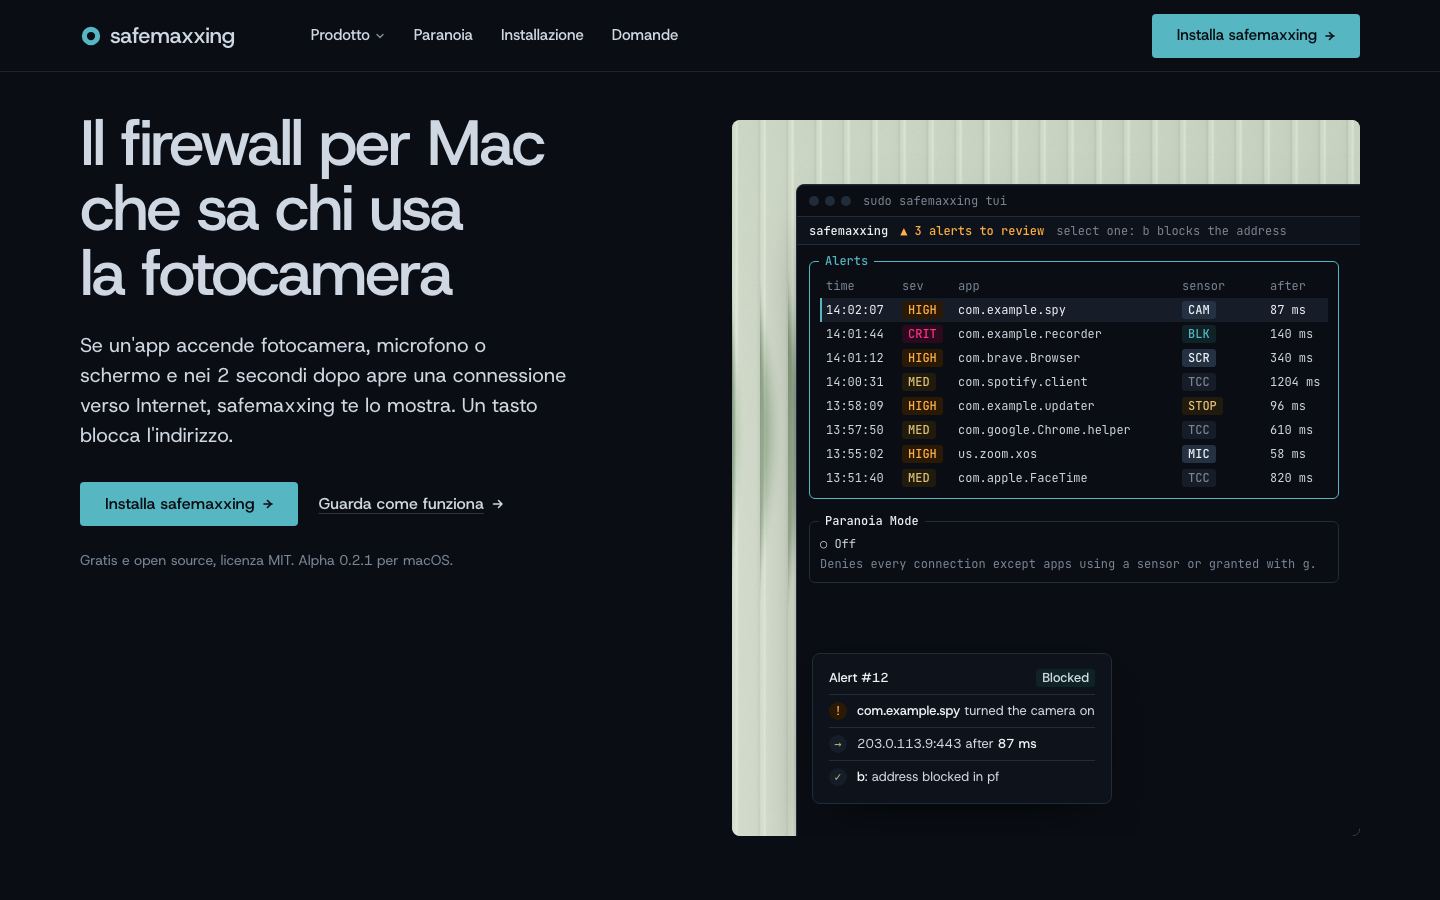 safemaxxing
Prodotto
Paranoia
Installazione
Domande
Installa safemaxxing →
Il firewall per Mac
che sa chi usa
la fotocamera
Se un'app accende fotocamera, microfono o
schermo e nei 2 secondi dopo apre una connessione
verso Internet, safemaxxing te lo mostra. Un tasto
blocca l'indirizzo.
Installa safemaxxing →
Guarda come funziona →
Gratis e open source, licenza MIT. Alpha 0.2.1 per macOS.
sudo safemaxxing tui
safemaxxing ▲ 3 alerts to review select one: b blocks the address
Alerts
time sev app sensor after
14:02:07 HIGH com.example.spy CAM 87 ms
14:01:44 CRIT com.example.recorder BLK 140 ms
14:01:12 HIGH com.brave.Browser SCR 340 ms
14:00:31 MED com.spotify.client TCC 1204 ms
13:58:09 HIGH com.example.updater STOP 96 ms
13:57:50 MED com.google.Chrome.helper TCC 610 ms
13:55:02 HIGH us.zoom.xos MIC 58 ms
13:51:40 MED com.apple.FaceTime TCC 820 ms
Paranoia Mode
○ Off
Denies every connection except apps using a sensor or granted with g.
Alert #12 Blocked
! com.example.spy turned the camera on
→ 203.0.113.9:443 after 87 ms
✓ b: address blocked in pf